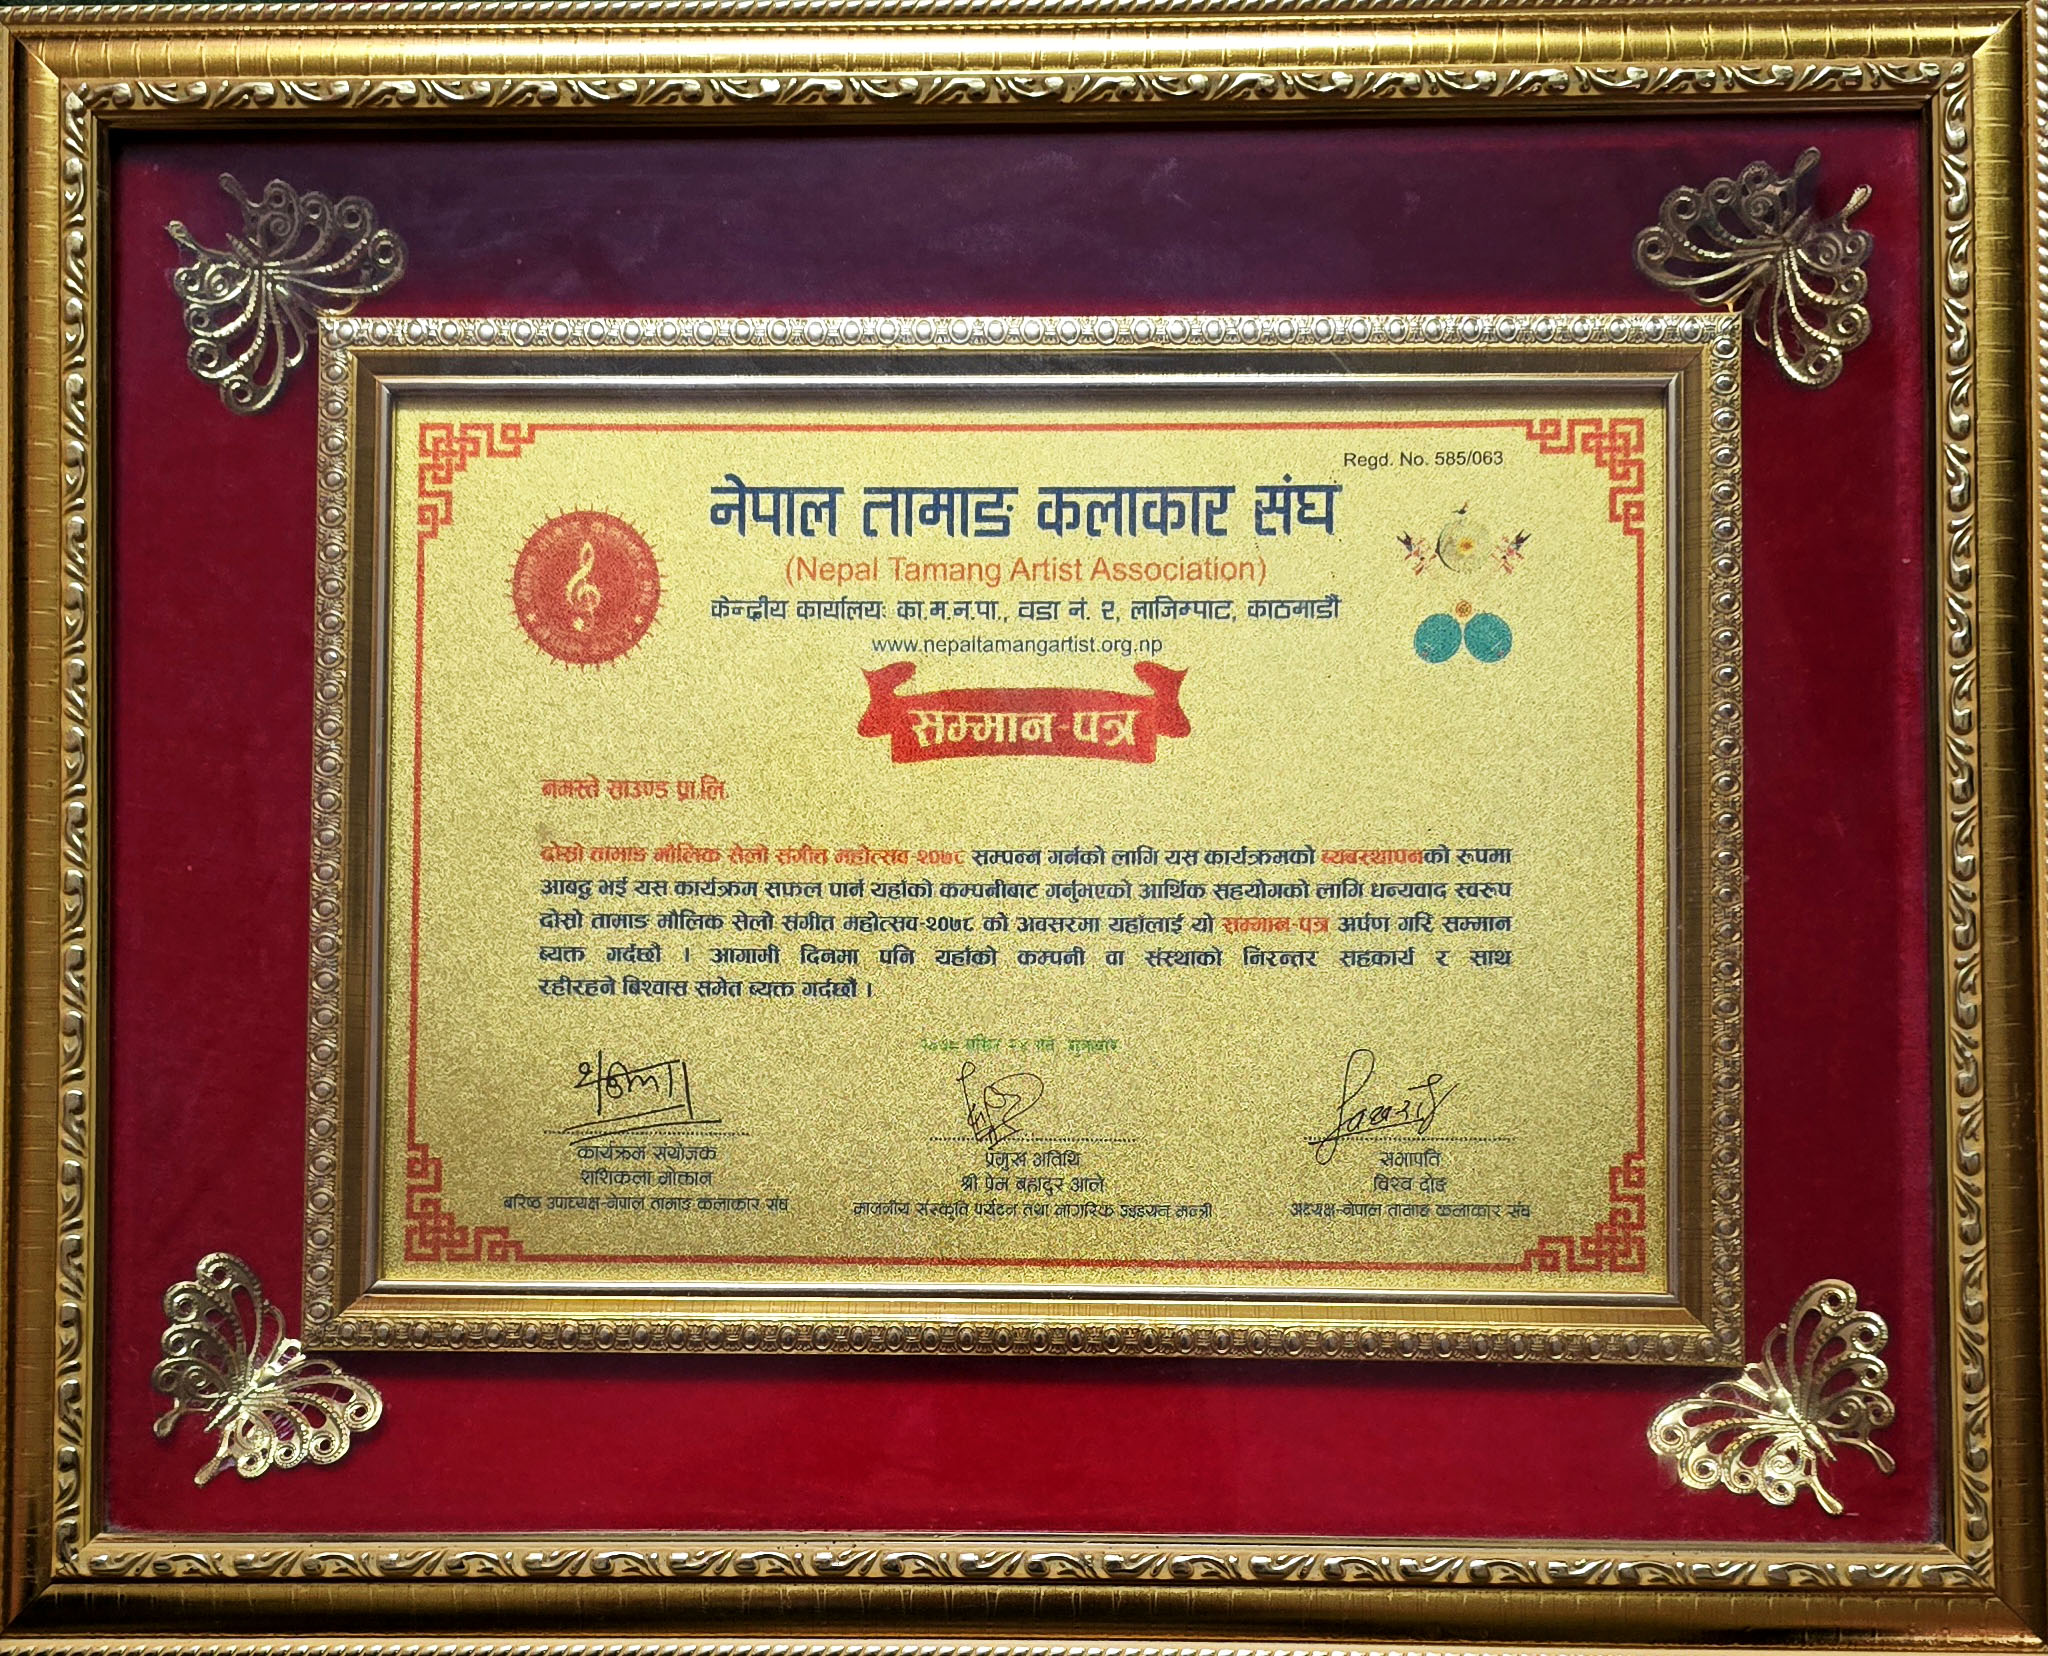 Regd. No. 585/063
नेपाल तामाङ कलाकार संघ
(Nepal Tamang Artist Association)
केन्द्रीय कार्यालयः का.म.न.पा., वडा नं. २, लाजिम्पाट, काठमाडौं
www.nepaltamangartist.org.np
सम्मान-पत्र
नमस्ते साउण्ड प्रा.लि.
दोस्रो तामाङ मौलिक सेलो संगीत महोत्सव-२०७८ सम्पन्न गर्नको लागि यस कार्यक्रमको ब्यबस्थापनको रूपमा
आबद्ध भई यस कार्यक्रम सफल पार्न यहाँको कम्पनीबाट गर्नुभएको आर्थिक सहयोगको लागि धन्यवाद स्वरूप
दोस्रो तामाङ मौलिक सेलो संगीत महोत्सव-२०७८ को अवसरमा यहाँलाई यो सम्मान-पत्र अर्पण गरि सम्मान
ब्यक्त गर्दछौं । आगामी दिनमा पनि यहाँको कम्पनी वा संस्थाको निरन्तर सहकार्य र साथ
रहीरहने बिश्वास समेत ब्यक्त गर्दछौं ।
कार्यक्रम संयोजक
शशिकला मोक्तान
बरिष्ठ उपाध्यक्ष-नेपाल तामाङ कलाकार संघ
प्रमुख अतिथि
श्री प्रेम बहादुर आले
माननीय संस्कृति पर्यटन तथा नागरिक उड्डयन मन्त्री
सभापति
विश्व दोङ
अध्यक्ष-नेपाल तामाङ कलाकार संघ